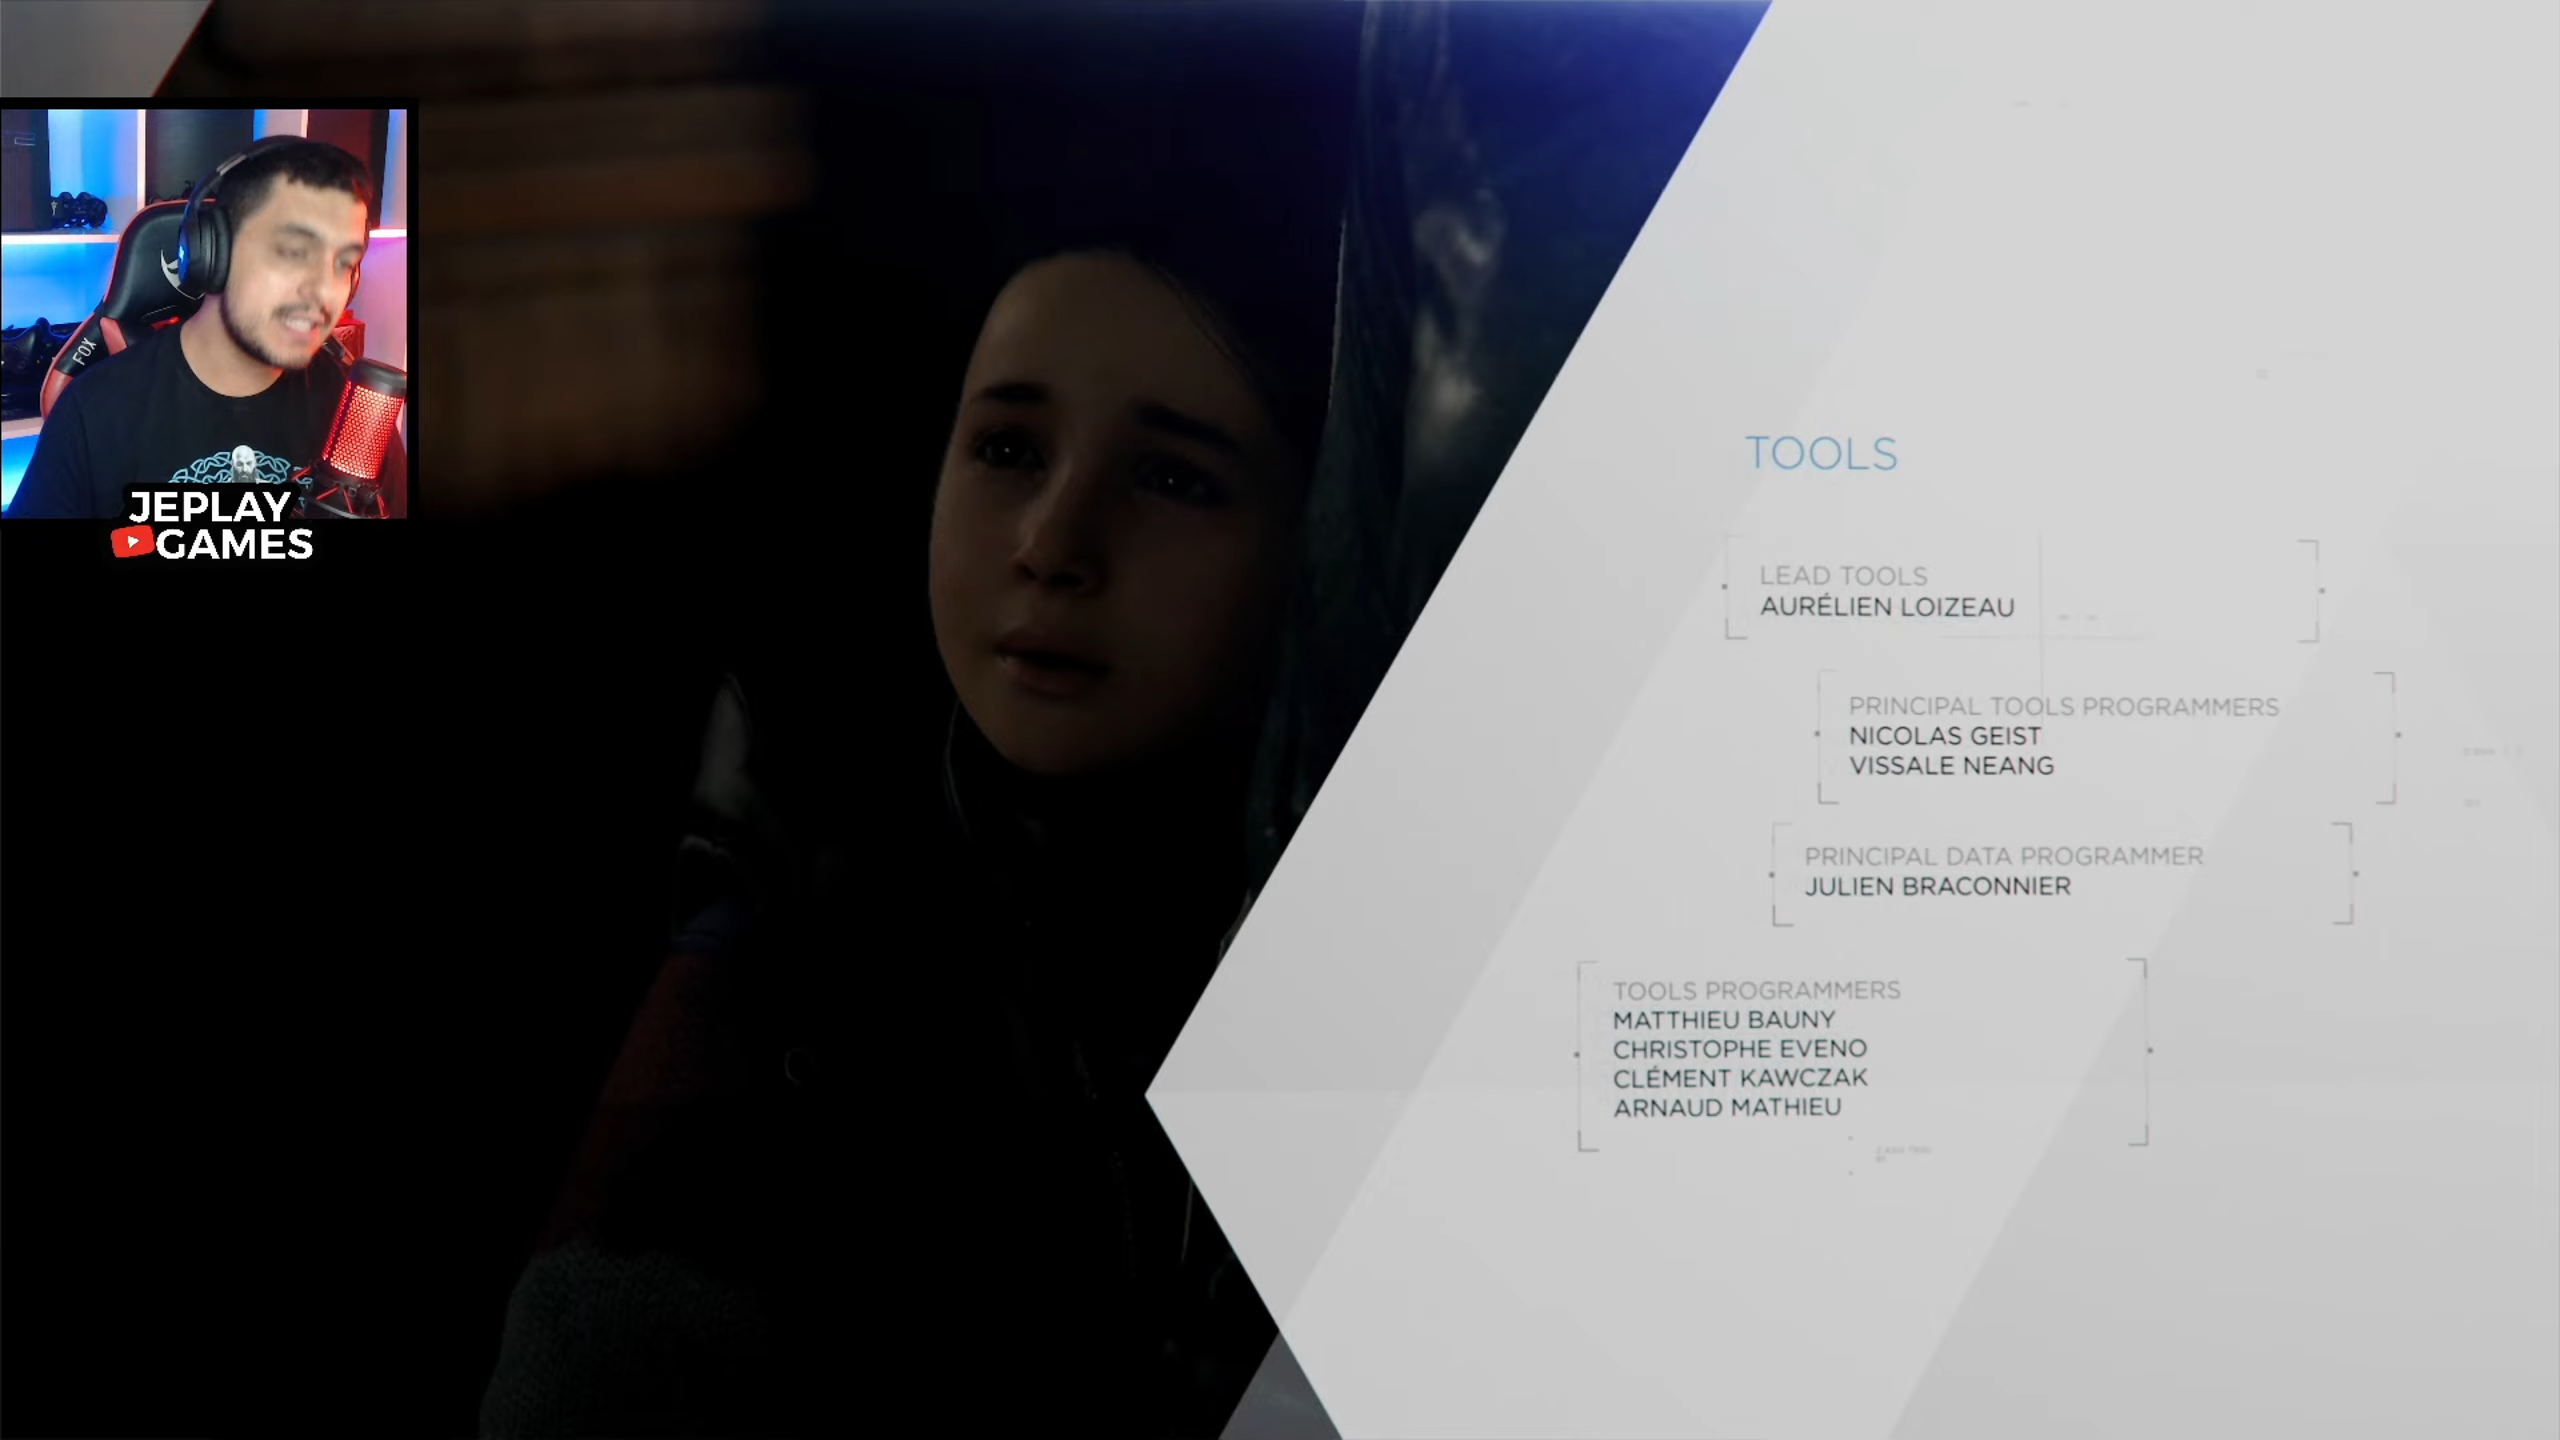 FOX
JEPLAY
GAMES
TOOLS
LEAD TOOLS
AURÉLIEN LOIZEAU
PRINCIPAL TOOLS PROGRAMMERS
NICOLAS GEIST
VISSALE NEANG
PRINCIPAL DATA PROGRAMMER
JULIEN BRACONNIER
TOOLS PROGRAMMERS
MATTHIEU BAUNY
CHRISTOPHE EVENO
CLÉMENT KAWCZAK
ARNAUD MATHIEU